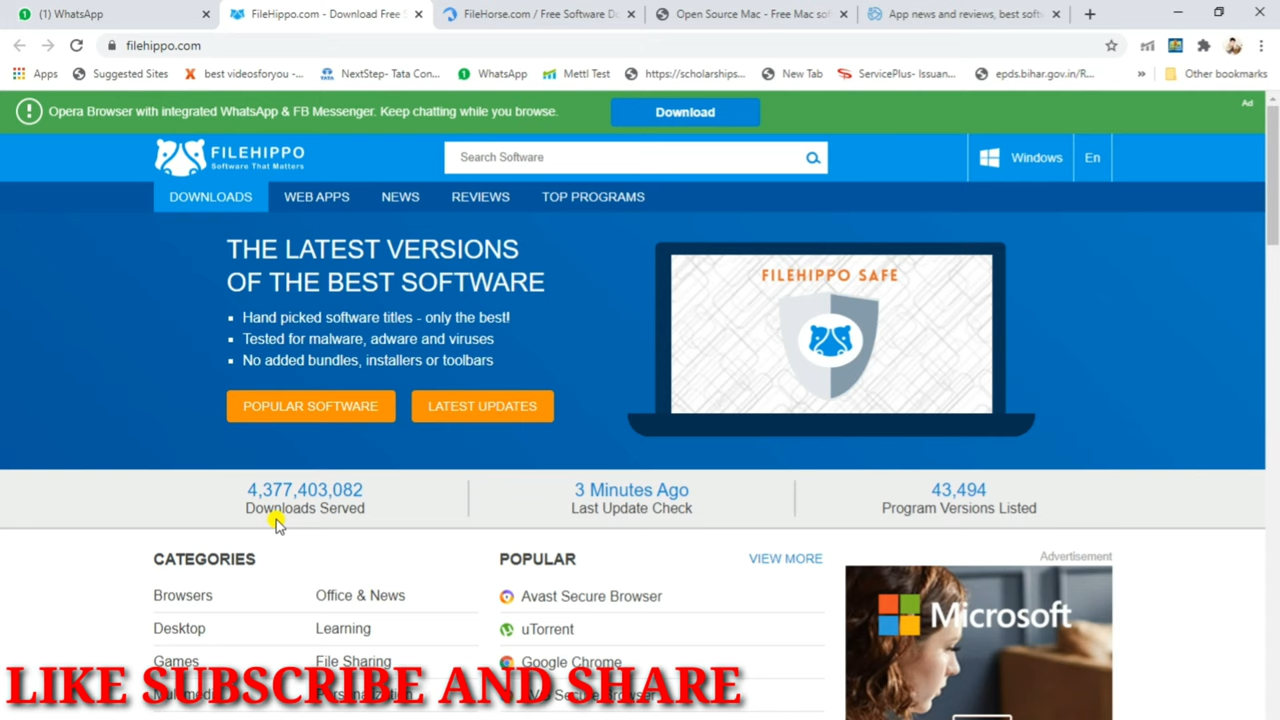 (1) WhatsApp
FileHippo.com - Download Free S
FileHorse.com / Free Software Do
Open Source Mac - Free Mac sof
App news and reviews, best softw
filehippo.com
Apps
Suggested Sites
best videosforyou -...
NextStep- Tata Con...
WhatsApp
Mettl Test
https://scholarships...
New Tab
ServicePlus- Issuan...
epds.bihar.gov.in/R...
»
Other bookmarks
Opera Browser with integrated WhatsApp & FB Messenger. Keep chatting while you browse.
Download
Ad
FILEHIPPO
Software That Matters
Search Software
Windows
En
DOWNLOADS
WEB APPS
NEWS
REVIEWS
TOP PROGRAMS
THE LATEST VERSIONS
OF THE BEST SOFTWARE
Hand picked software titles - only the best!
Tested for malware, adware and viruses
No added bundles, installers or toolbars
POPULAR SOFTWARE
LATEST UPDATES
FILEHIPPO SAFE
4,377,403,082
Downloads Served
3 Minutes Ago
Last Update Check
43,494
Program Versions Listed
CATEGORIES
Browsers
Office & News
Desktop
Learning
Games
File Sharing
POPULAR
VIEW MORE
Avast Secure Browser
uTorrent
Google Chrome
Advertisement
Microsoft
LIKE SUBSCRIBE AND SHARE